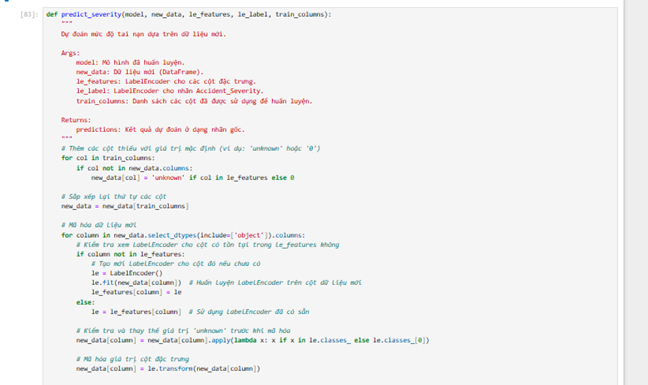 [83]: def predict_severity(model, new_data, le_features, le_label, train_columns):
"""
Dự đoán mức độ tai nạn dựa trên dữ liệu mới.
Args:
model: Mô hình đã huấn luyện.
new_data: Dữ liệu mới (DataFrame).
le_features: LabelEncoder cho các cột đặc trưng.
le_label: LabelEncoder cho nhãn Accident_Severity.
train_columns: Danh sách các cột đã được sử dụng để huấn luyện.
Returns:
predictions: Kết quả dự đoán ở dạng nhãn gốc.
"""
# Thêm các cột thiếu với giá trị mặc định (ví dụ: 'unknown' hoặc '0')
for col in train_columns:
if col not in new_data.columns:
new_data[col] = 'unknown' if col in le_features else 0
# Sắp xếp lại thứ tự các cột
new_data = new_data[train_columns]
# Mã hóa dữ liệu mới
for column in new_data.select_dtypes(include=['object']).columns:
# Kiểm tra xem LabelEncoder cho cột có tồn tại trong le_features không
if column not in le_features:
# Tạo mới LabelEncoder cho cột đó nếu chưa có
le = LabelEncoder()
le.fit(new_data[column]) # Huấn luyện LabelEncoder trên cột dữ liệu mới
le_features[column] = le
else:
le = le_features[column] # Sử dụng LabelEncoder đã có sẵn
# Kiểm tra và thay thế giá trị 'unknown' trước khi mã hóa
new_data[column] = new_data[column].apply(lambda x: x if x in le.classes_ else le.classes_[0])
# Mã hóa giá trị cột đặc trưng
new_data[column] = le.transform(new_data[column])